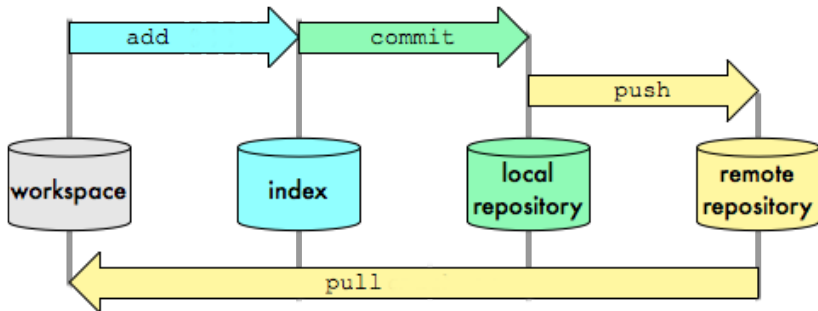 add
commit
push
workspace
index
local
repository
remote
repository
pull